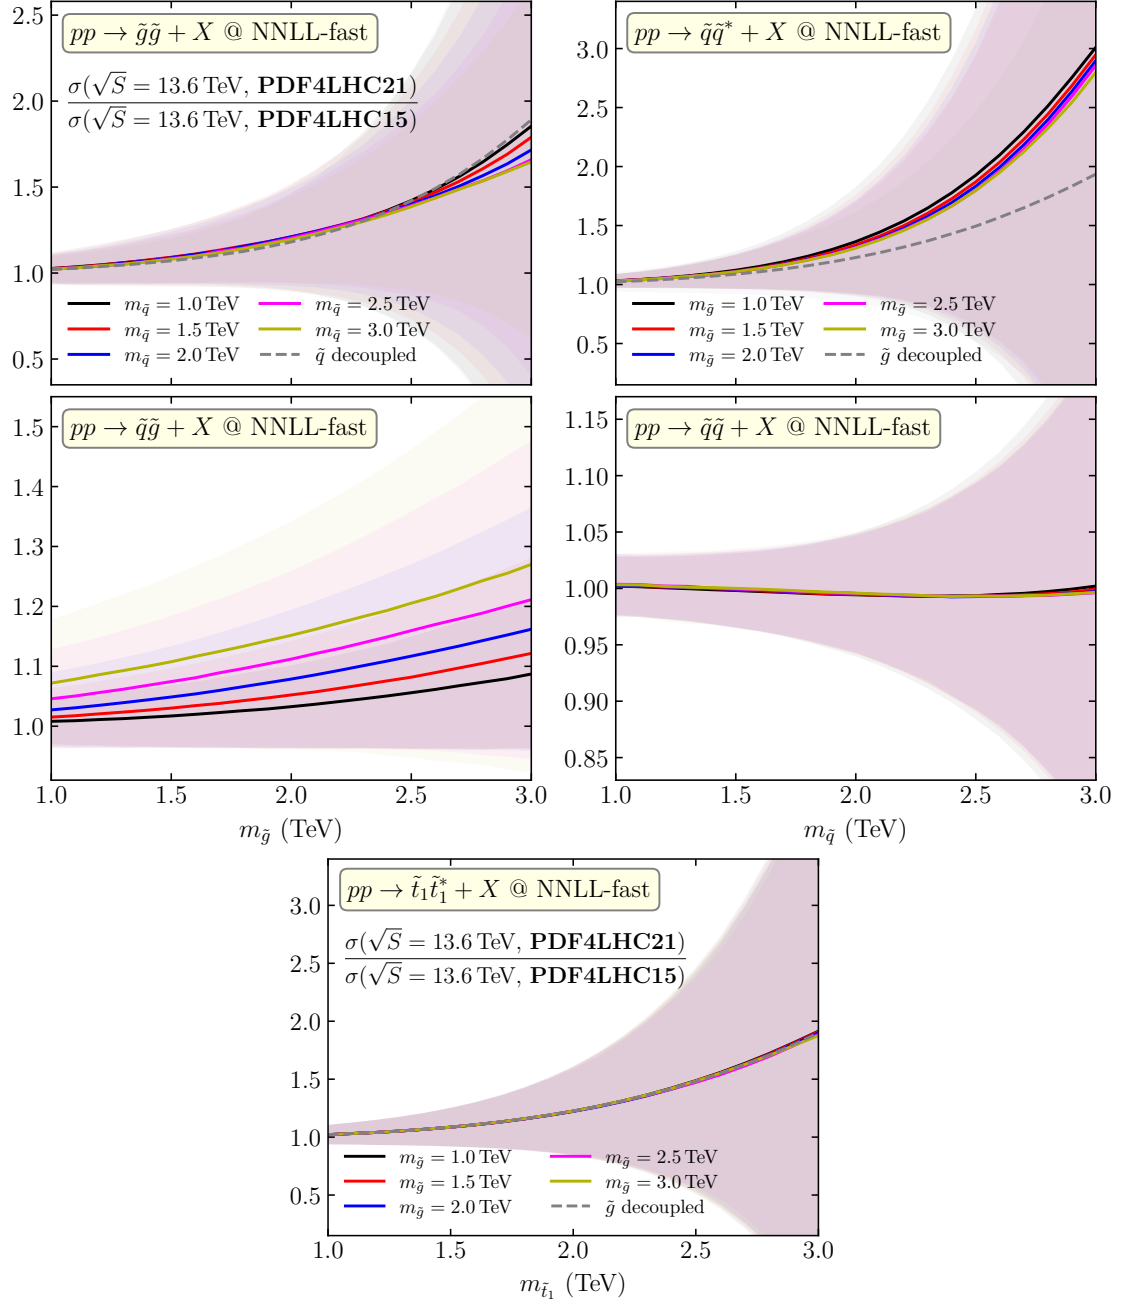 pp → g̃g̃ + X @ NNLL-fast
σ(√S = 13.6 TeV, PDF4LHC21)
σ(√S = 13.6 TeV, PDF4LHC15)
2.5
2.0
1.5
1.0
0.5
m_q̃ = 1.0 TeV
m_q̃ = 1.5 TeV
m_q̃ = 2.0 TeV
m_q̃ = 2.5 TeV
m_q̃ = 3.0 TeV
q̃ decoupled
pp → q̃q̃* + X @ NNLL-fast
3.0
2.5
2.0
1.5
1.0
0.5
m_g̃ = 1.0 TeV
m_g̃ = 1.5 TeV
m_g̃ = 2.0 TeV
m_g̃ = 2.5 TeV
m_g̃ = 3.0 TeV
g̃ decoupled
pp → q̃g̃ + X @ NNLL-fast
1.5
1.4
1.3
1.2
1.1
1.0
1.0 1.5 2.0 2.5 3.0
m_g̃ (TeV)
pp → q̃q̃ + X @ NNLL-fast
1.15
1.10
1.05
1.00
0.95
0.90
0.85
1.0 1.5 2.0 2.5 3.0
m_q̃ (TeV)
pp → t̃₁t̃₁* + X @ NNLL-fast
σ(√S = 13.6 TeV, PDF4LHC21)
σ(√S = 13.6 TeV, PDF4LHC15)
3.0
2.5
2.0
1.5
1.0
0.5
m_g̃ = 1.0 TeV
m_g̃ = 1.5 TeV
m_g̃ = 2.0 TeV
m_g̃ = 2.5 TeV
m_g̃ = 3.0 TeV
g̃ decoupled
1.0 1.5 2.0 2.5 3.0
m_t̃₁ (TeV)